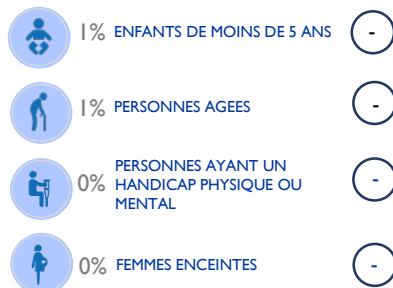 1% ENFANTS DE MOINS DE 5 ANS -
1% PERSONNES AGEES -
PERSONNES AYANT UN
0% HANDICAP PHYSIQUE OU -
MENTAL
0% FEMMES ENCEINTES -